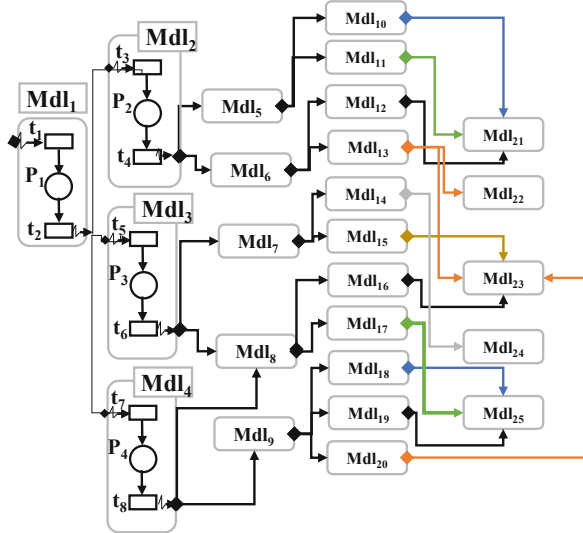 Mdl₁
t₁
P₁
t₂
Mdl₂
t₃
P₂
t₄
Mdl₃
t₅
P₃
t₆
Mdl₄
t₇
P₄
t₈
Mdl₅
Mdl₆
Mdl₇
Mdl₈
Mdl₉
Mdl₁₀
Mdl₁₁
Mdl₁₂
Mdl₁₃
Mdl₁₄
Mdl₁₅
Mdl₁₆
Mdl₁₇
Mdl₁₈
Mdl₁₉
Mdl₂₀
Mdl₂₁
Mdl₂₂
Mdl₂₃
Mdl₂₄
Mdl₂₅